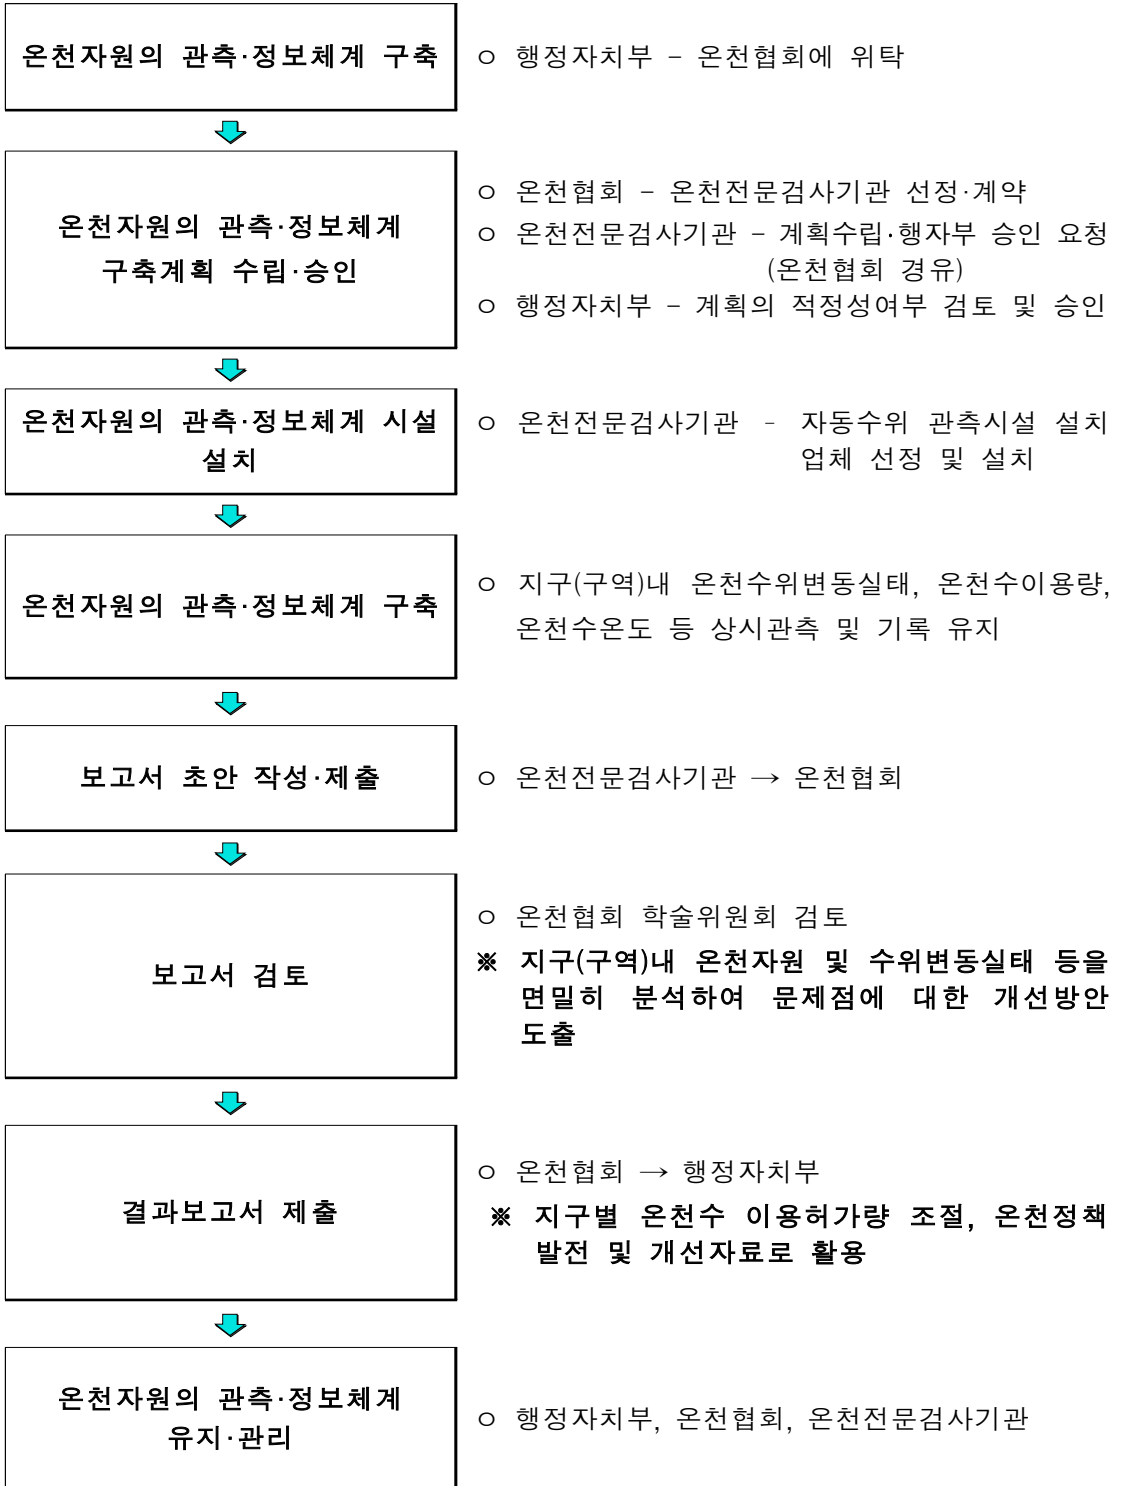 온천자원의 관측·정보체계 구축
ㅇ 행정자치부 – 온천협회에 위탁
온천자원의 관측·정보체계
구축계획 수립·승인
ㅇ 온천협회 – 온천전문검사기관 선정·계약
ㅇ 온천전문검사기관 – 계획수립·행자부 승인 요청
(온천협회 경유)
ㅇ 행정자치부 – 계획의 적정성여부 검토 및 승인
온천자원의 관측·정보체계 시설
설치
ㅇ 온천전문검사기관 - 자동수위 관측시설 설치
업체 선정 및 설치
온천자원의 관측·정보체계 구축
ㅇ 지구(구역)내 온천수위변동실태, 온천수이용량,
온천수온도 등 상시관측 및 기록 유지
보고서 초안 작성·제출
ㅇ 온천전문검사기관 → 온천협회
보고서 검토
ㅇ 온천협회 학술위원회 검토
※ 지구(구역)내 온천자원 및 수위변동실태 등을
면밀히 분석하여 문제점에 대한 개선방안
도출
결과보고서 제출
ㅇ 온천협회 → 행정자치부
※ 지구별 온천수 이용허가량 조절, 온천정책
발전 및 개선자료로 활용
온천자원의 관측·정보체계
유지·관리
ㅇ 행정자치부, 온천협회, 온천전문검사기관